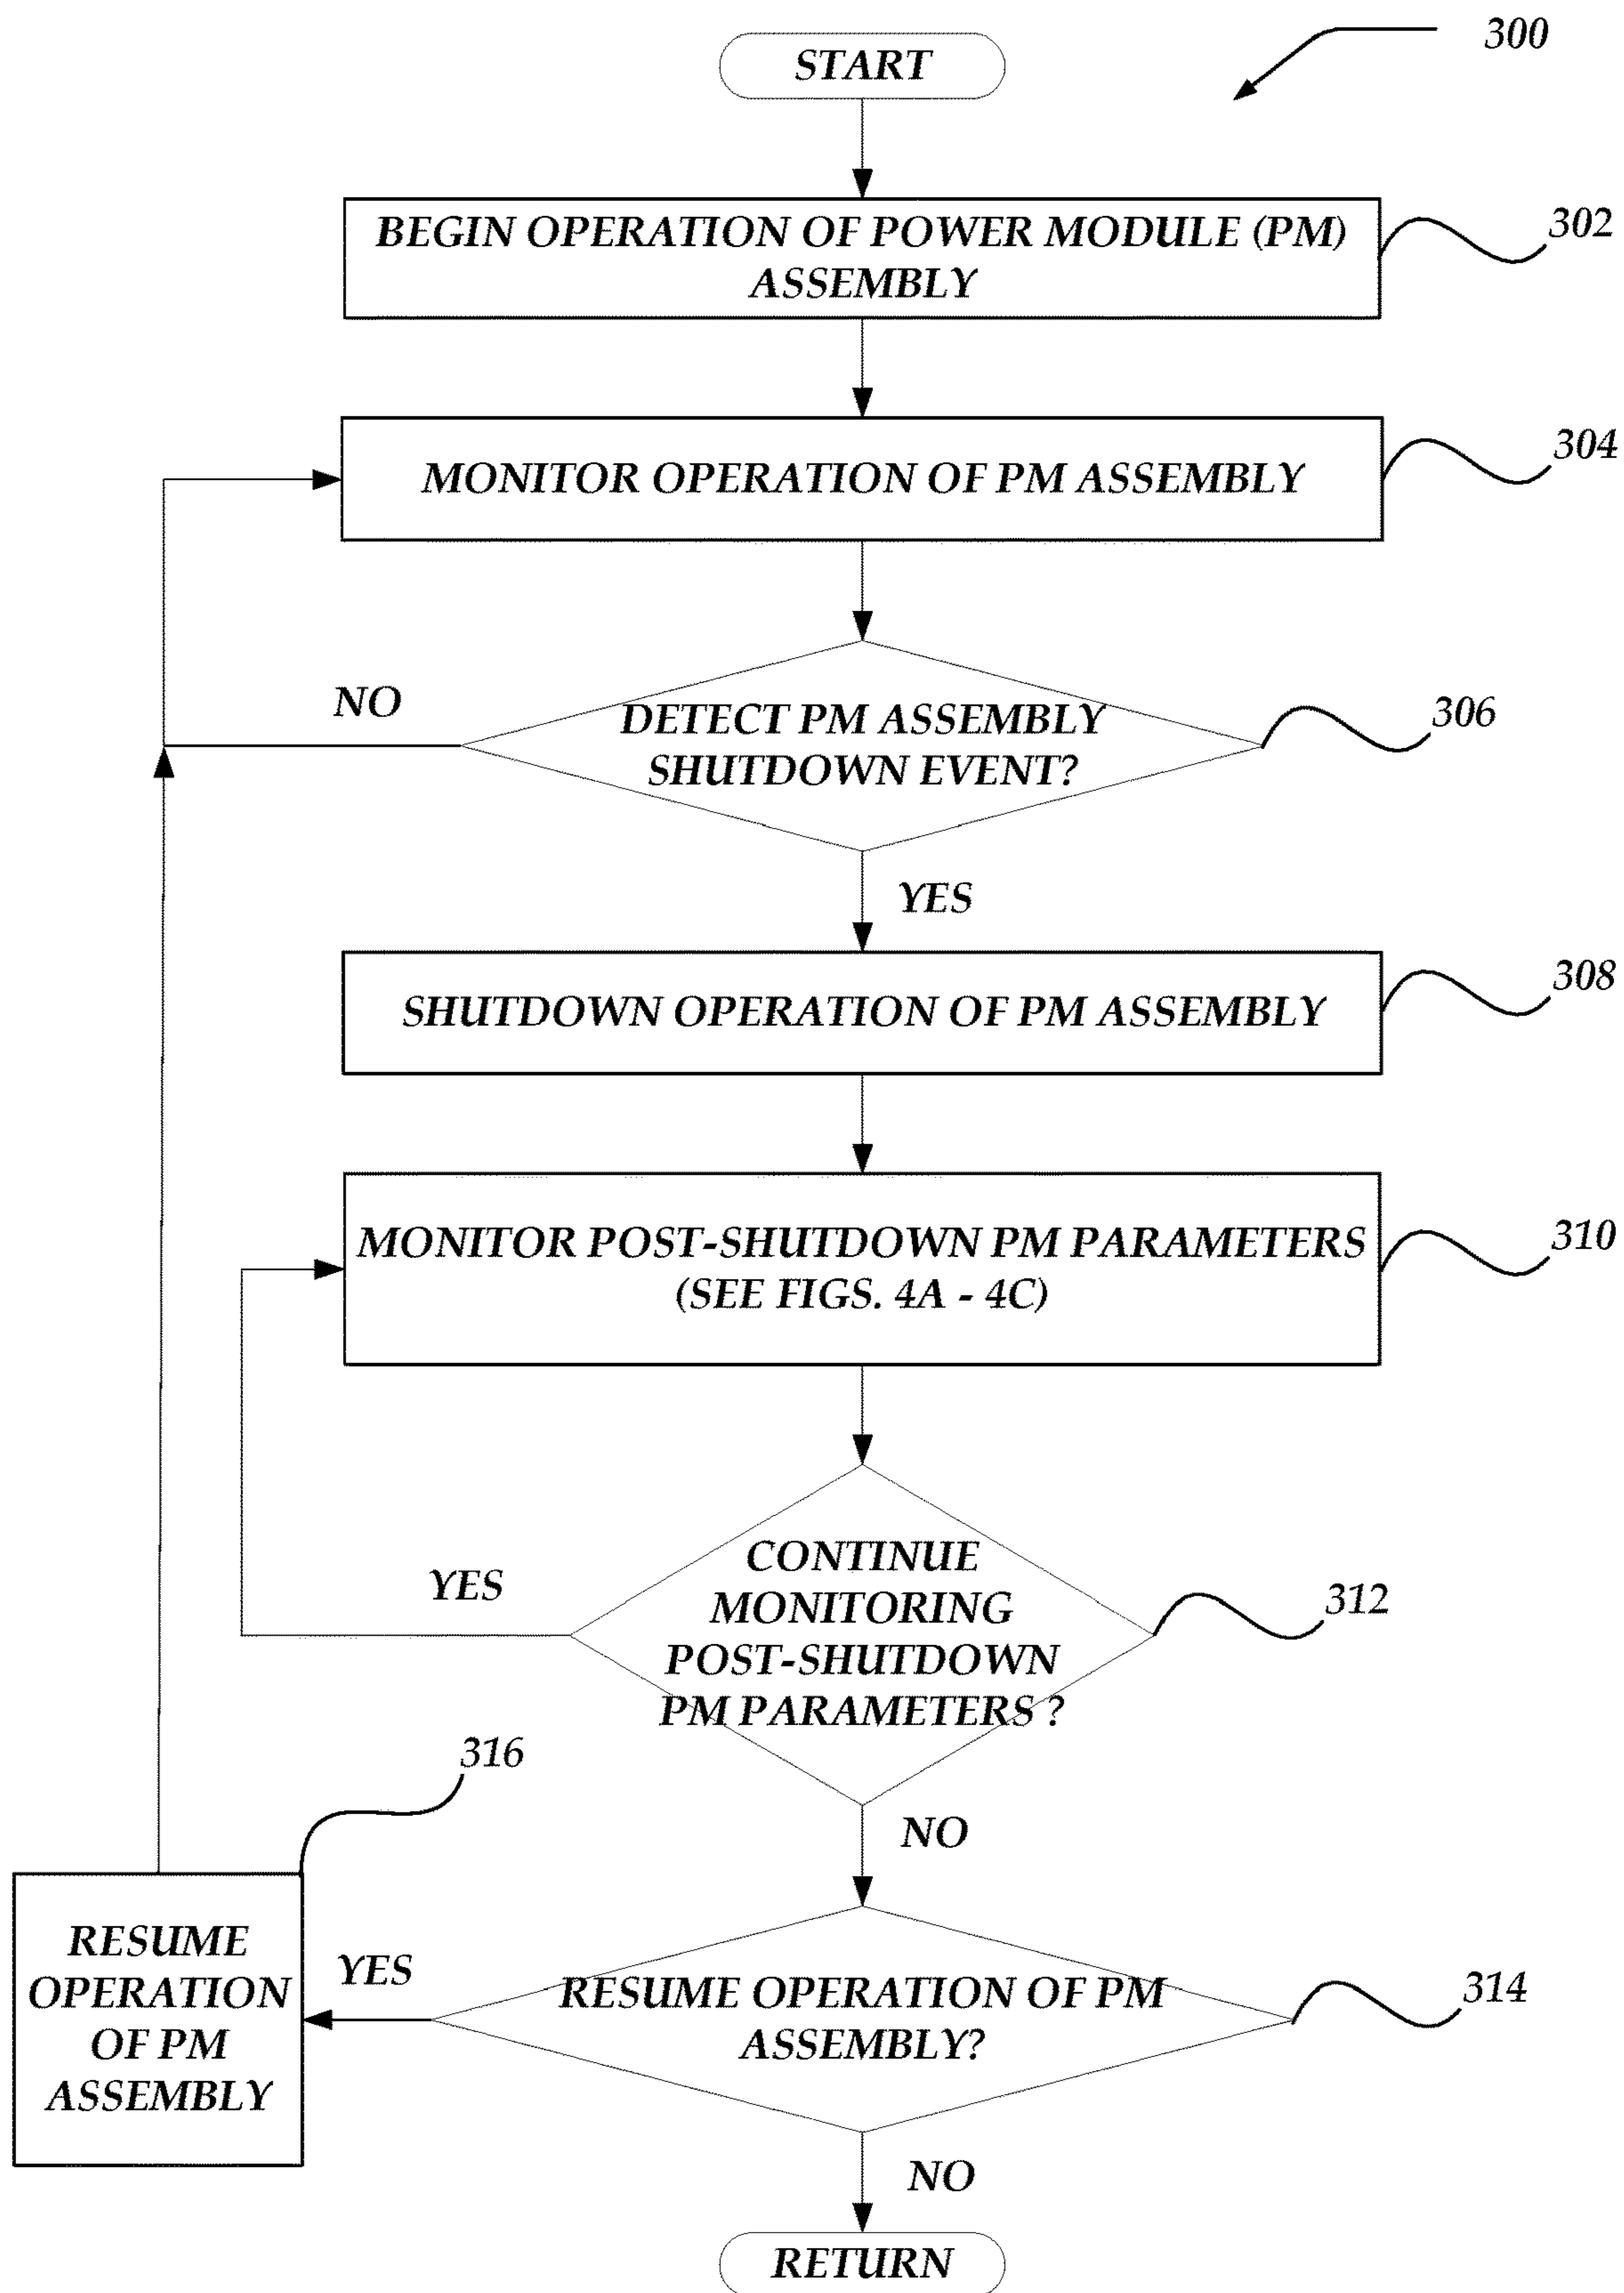 START
300
BEGIN OPERATION OF POWER MODULE (PM)
ASSEMBLY
302
MONITOR OPERATION OF PM ASSEMBLY
304
NO
DETECT PM ASSEMBLY
SHUTDOWN EVENT?
306
YES
SHUTDOWN OPERATION OF PM ASSEMBLY
308
MONITOR POST-SHUTDOWN PM PARAMETERS
(SEE FIGS. 4A - 4C)
310
YES
CONTINUE
MONITORING
POST-SHUTDOWN
PM PARAMETERS ?
312
316
NO
RESUME
OPERATION
OF PM
ASSEMBLY
YES
RESUME OPERATION OF PM
ASSEMBLY?
314
NO
RETURN